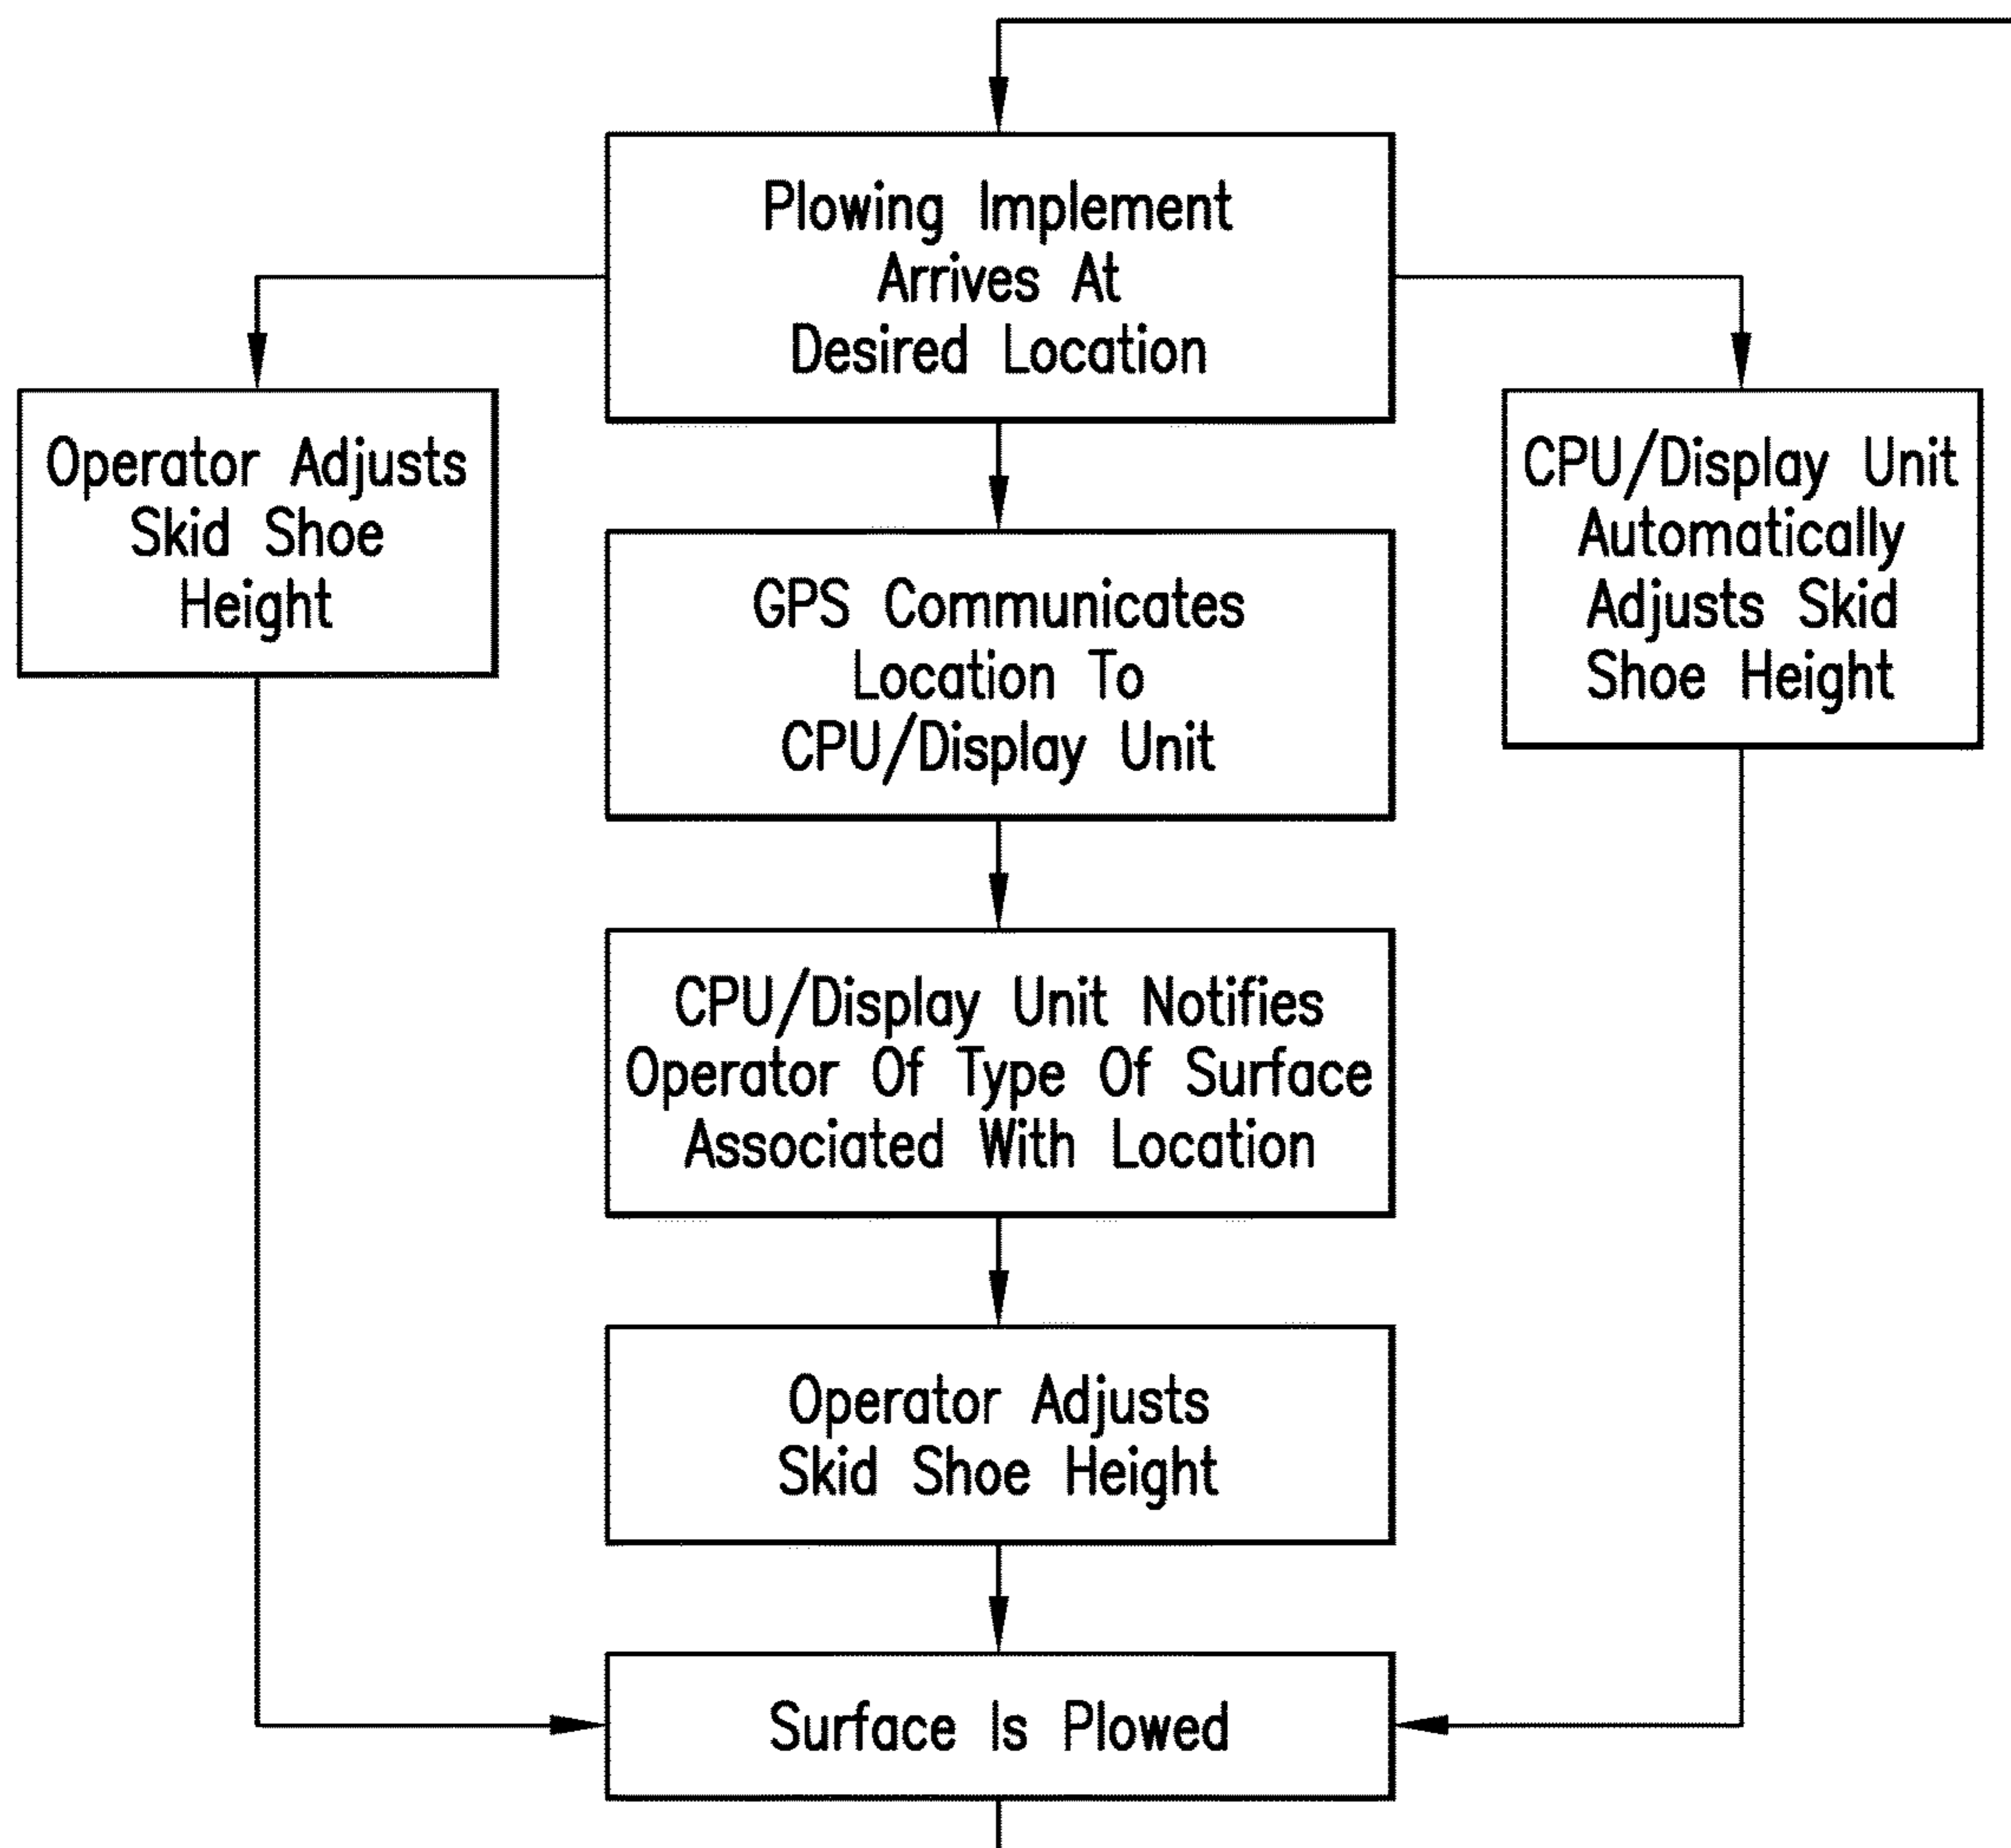 Plowing Implement
Arrives At
Desired Location
Operator Adjusts
Skid Shoe
Height
CPU/Display Unit
Automatically
Adjusts Skid
Shoe Height
GPS Communicates
Location To
CPU/Display Unit
CPU/Display Unit Notifies
Operator Of Type Of Surface
Associated With Location
Operator Adjusts
Skid Shoe Height
Surface Is Plowed